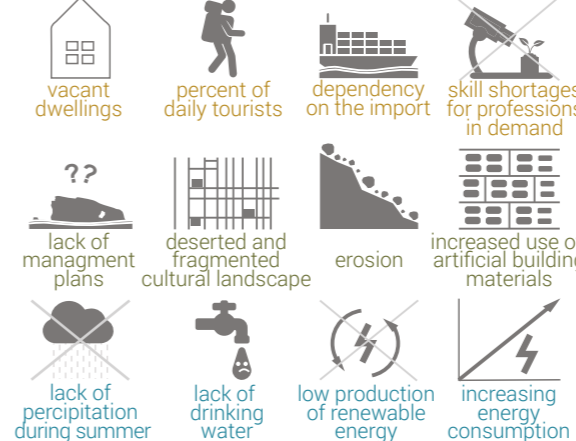 vacant
dwellings
percent of
daily tourists
dependency
on the import
skill shortages
for professions
in demand
??
lack of
managment
plans
deserted and
fragmented
cultural landscape
erosion
increased use o
artificial building
materials
lack of
percipitation
during summer
lack of
drinking
water
low production
of renewable
energy
increasing
energy
consumption